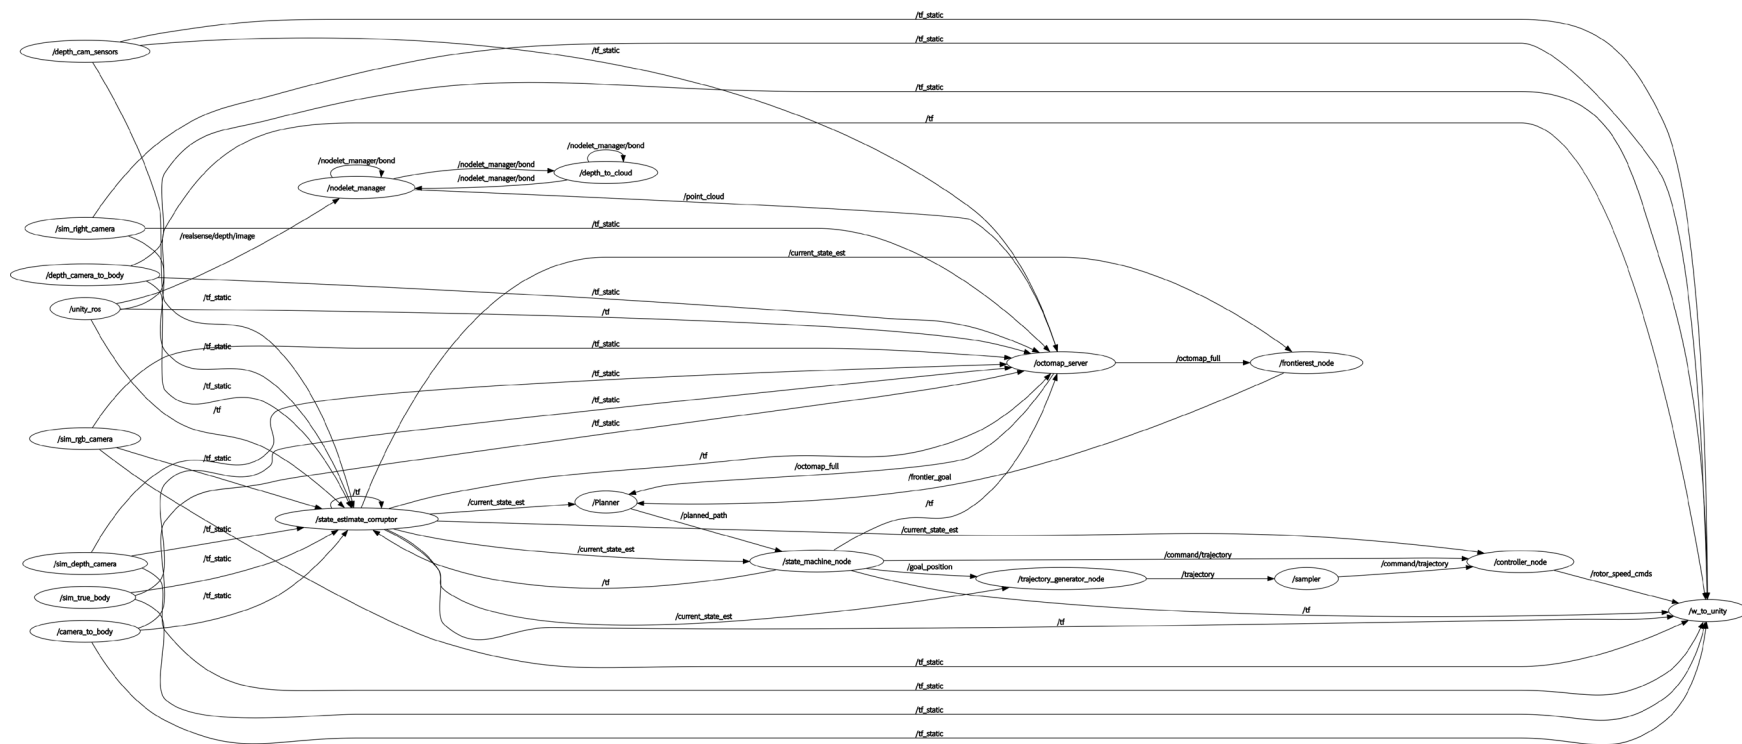 /tf_static
/tf_static
/depth_cam_sensors
/tf_static
/tf_static
/tf
/nodelet_manager/bond
/nodelet_manager/bond
/nodelet_manager/bond
/depth_to_cloud
/nodelet_manager/bond
/nodelet_manager
/point_cloud
/sim_right_camera
/tf_static
/realsense/depth/image
/current_state_est
/depth_camera_to_body
/tf_static
/tf_static
/unity_ros
/tf
/tf_static
/tf_static
/octomap_server
/octomap_full
/frontierest_node
/tf_static
/tf_static
/tf_static
/tf
/tf_static
/sim_rgb_camera
/tf_static
/tf
/octomap_full
/frontier_goal
/tf
/current_state_est
/Planner
/tf
/state_estimate_corruptor
/planned_path
/tf_static
/current_state_est
/current_state_est
/tf_static
/sim_depth_camera
/state_machine_node
/command/trajectory
/controller_node
/goal_position
/command/trajectory
/tf
/trajectory_generator_node
/trajectory
/sampler
/rotor_speed_cmds
/tf_static
/sim_true_body
/current_state_est
/tf
/w_to_unity
/tf
/camera_to_body
/tf_static
/tf_static
/tf_static
/tf_static